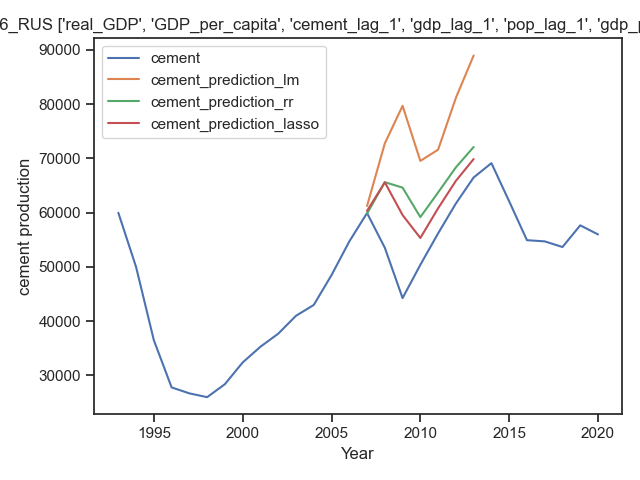 6_RUS ['real_GDP', 'GDP_per_capita', 'cement_lag_1', 'gdp_lag_1', 'pop_lag_1', 'gdp_p
cement
cement_prediction_lm
cement_prediction_rr
cement_prediction_lasso
90000
80000
70000
60000
50000
40000
30000
cement production
1995
2000
2005
2010
2015
2020
Year